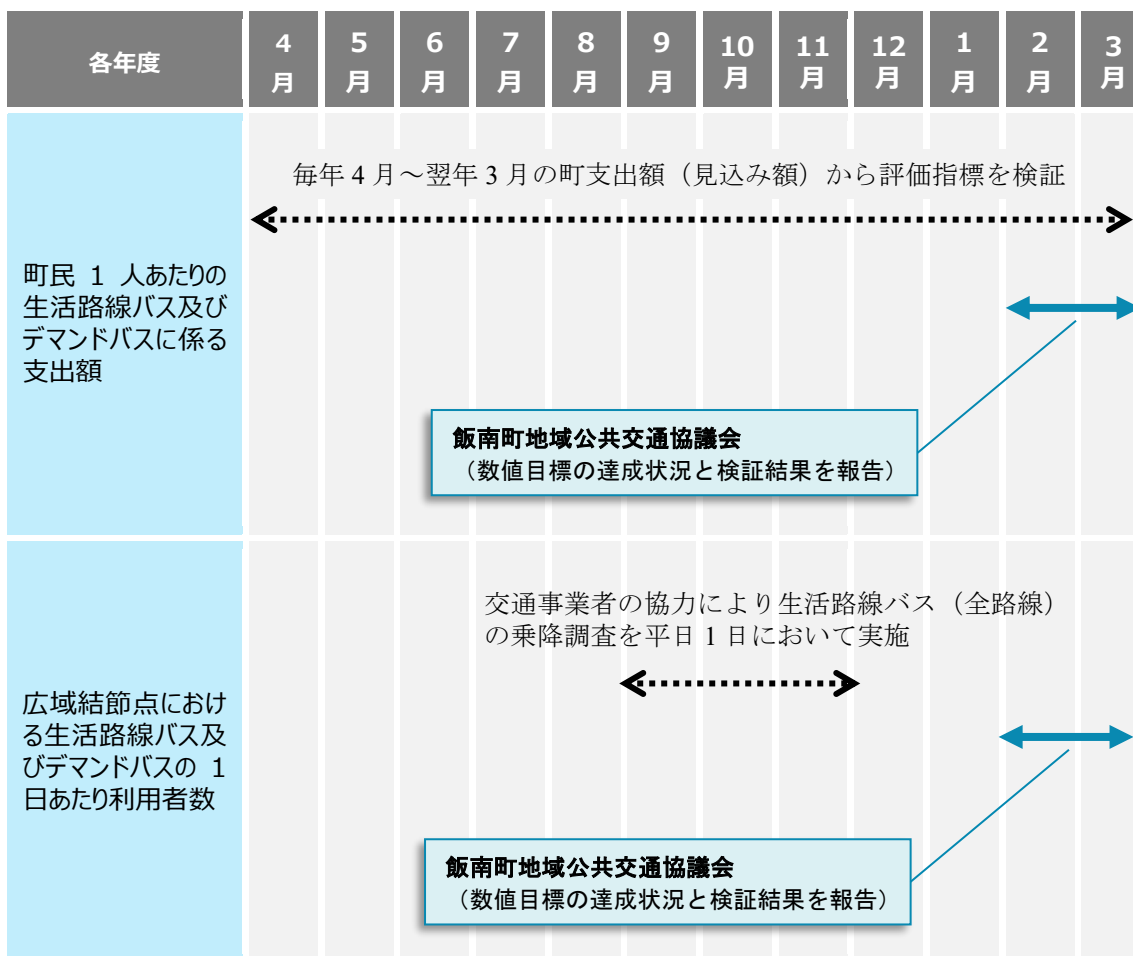 各年度
4月
5月
6月
7月
8月
9月
10月
11月
12月
1月
2月
3月
毎年4月～翌年3月の町支出額（見込み額）から評価指標を検証
町民 1 人あたりの
生活路線バス及び
デマンドバスに係る
支出額
飯南町地域公共交通協議会
（数値目標の達成状況と検証結果を報告）
交通事業者の協力により生活路線バス（全路線）
の乗降調査を平日1日において実施
広域結節点におけ
る生活路線バス及
びデマンドバスの 1
日あたり利用者数
飯南町地域公共交通協議会
（数値目標の達成状況と検証結果を報告）